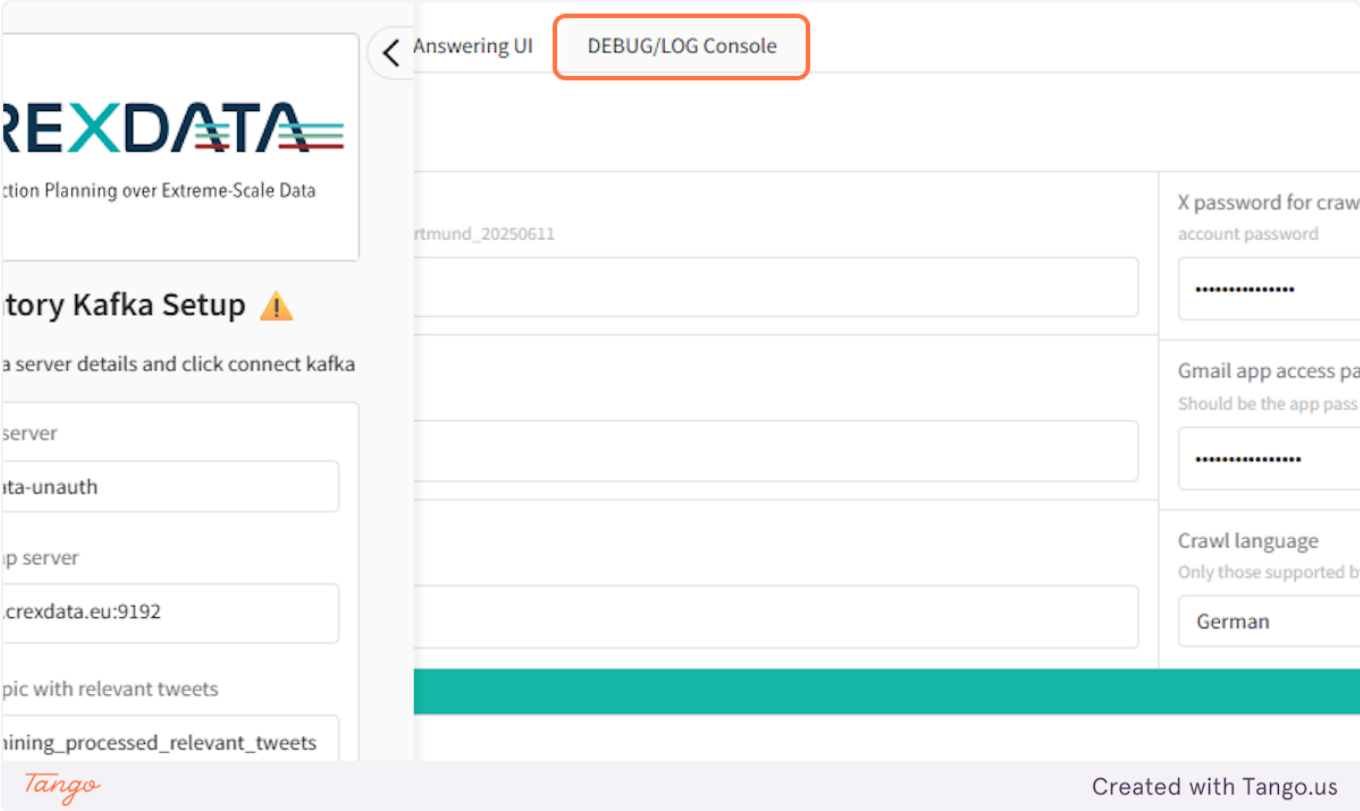 Answering UI
DEBUG/LOG Console
REXDATA
ction Planning over Extreme-Scale Data
tory Kafka Setup
a server details and click connect kafka
server
ata-unauth
p server
.crexdata.eu:9192
pic with relevant tweets
ining_processed_relevant_tweets
rtmund_20250611
X password for craw
account password
•••••••••••••••
Gmail app access pa
Should be the app pass
••••••••••••••••
Crawl language
Only those supported b
German
Tango
Created with Tango.us